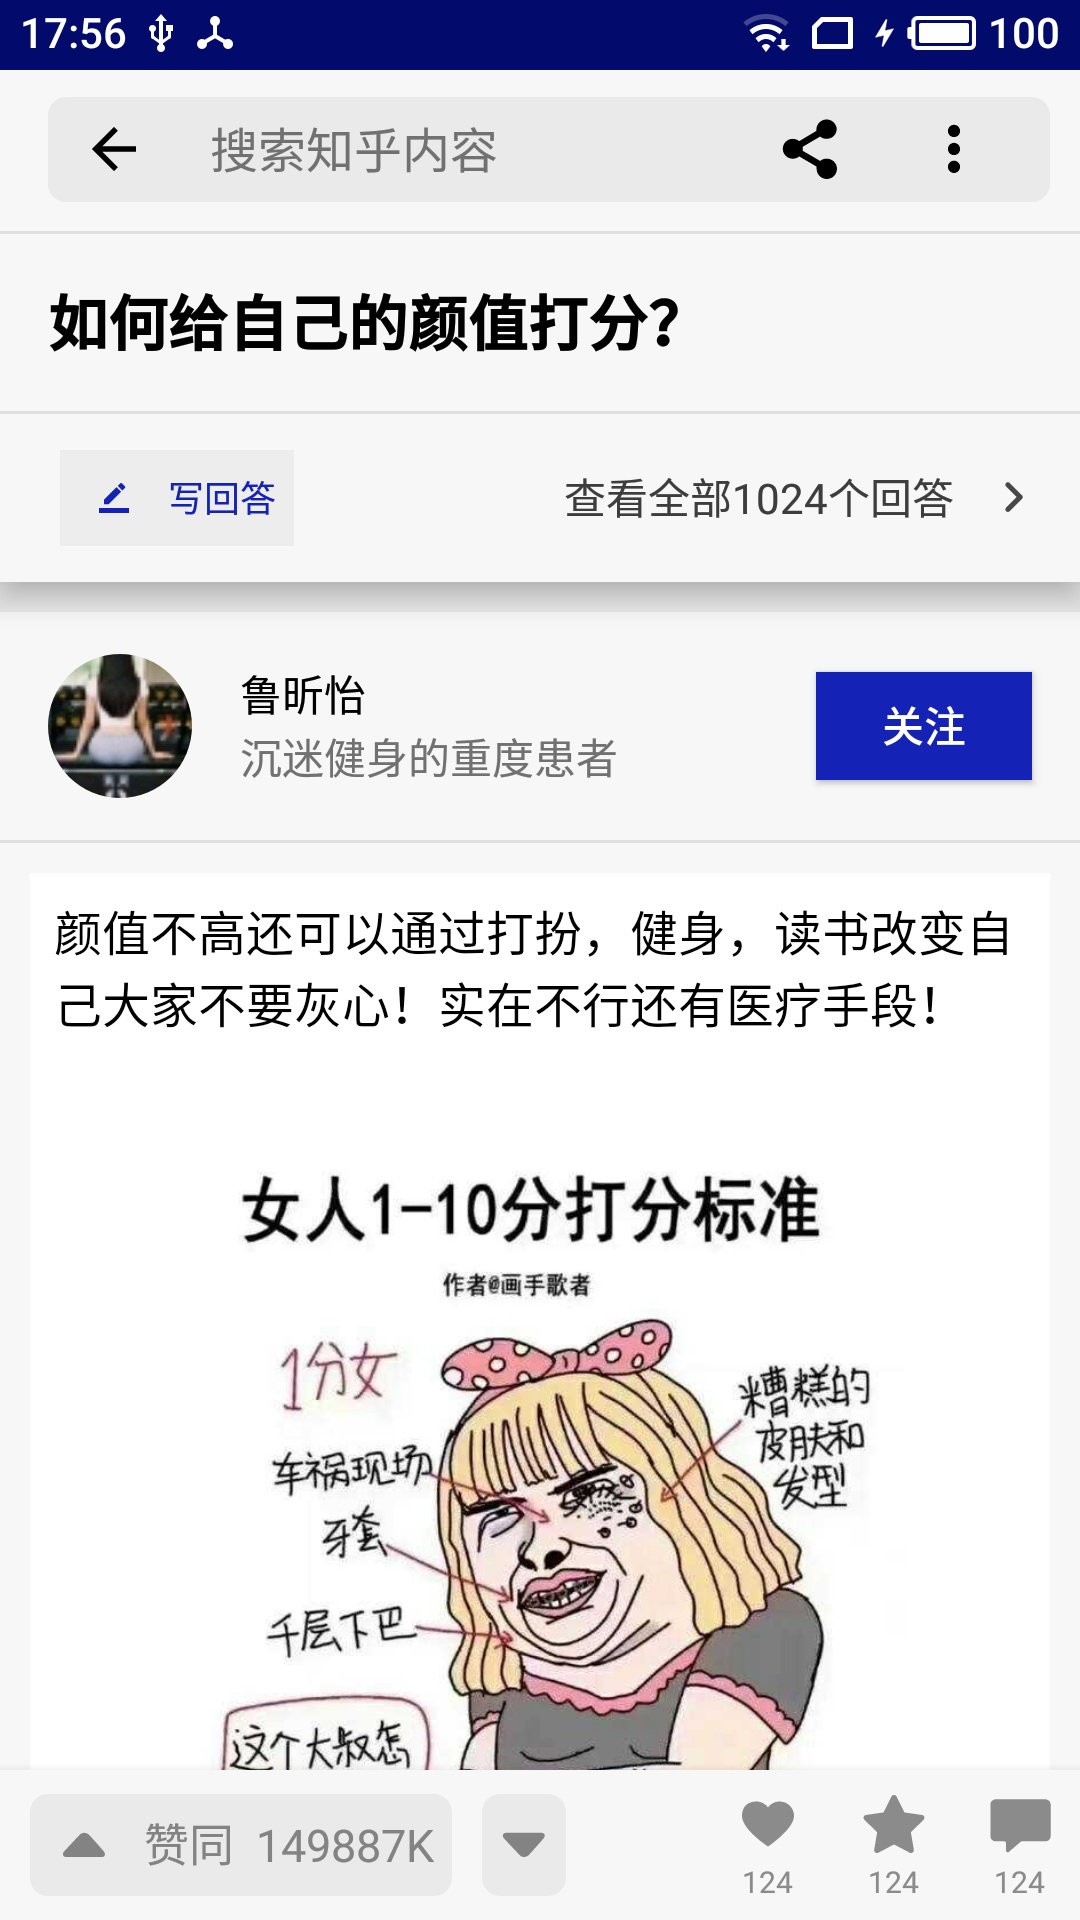 17:56
100
搜索知乎内容
如何给自己的颜值打分?
写回答
查看全部1024个回答
鲁昕怡
沉迷健身的重度患者
关注
颜值不高还可以通过打扮，健身，读书改变自
己大家不要灰心！实在不行还有医疗手段！
女人1-10分打分标准
作者@画手歌者
1分女
糟糕的
皮肤和
发型
车祸现场
牙套
千层下巴
这个大叔怎
赞同 149887K
124
124
124